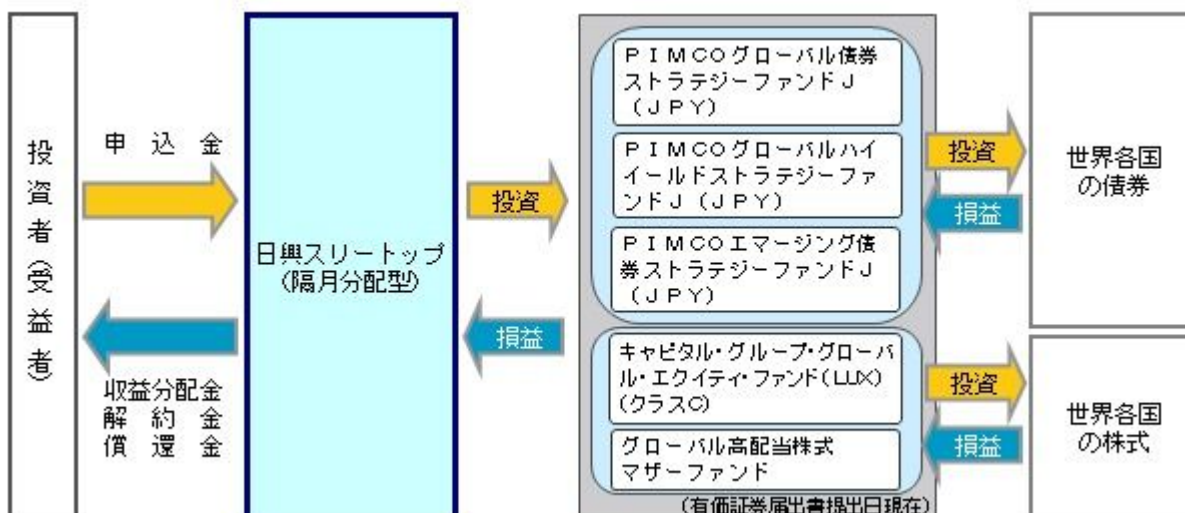 投資者(受益者)
申　込　金
収益分配金
解　約　金
償　還　金
日興スリートップ
(隔月分配型)
投資
損益
ＰＩＭＣＯグローバル債券
ストラテジーファンドＪ
（ＪＰＹ）
ＰＩＭＣＯグローバルハイ
イールドストラテジーファ
ンドＪ（ＪＰＹ）
ＰＩＭＣＯエマージング債
券ストラテジーファンドＪ
（ＪＰＹ）
キャピタル・グループ・グローバ
ル・エクイティ・ファンド(LUX)
(クラスC)
グローバル高配当株式
マザーファンド
(有価証券届出書提出日現在)
投資
損益
世界各国
の債券
投資
損益
世界各国
の株式